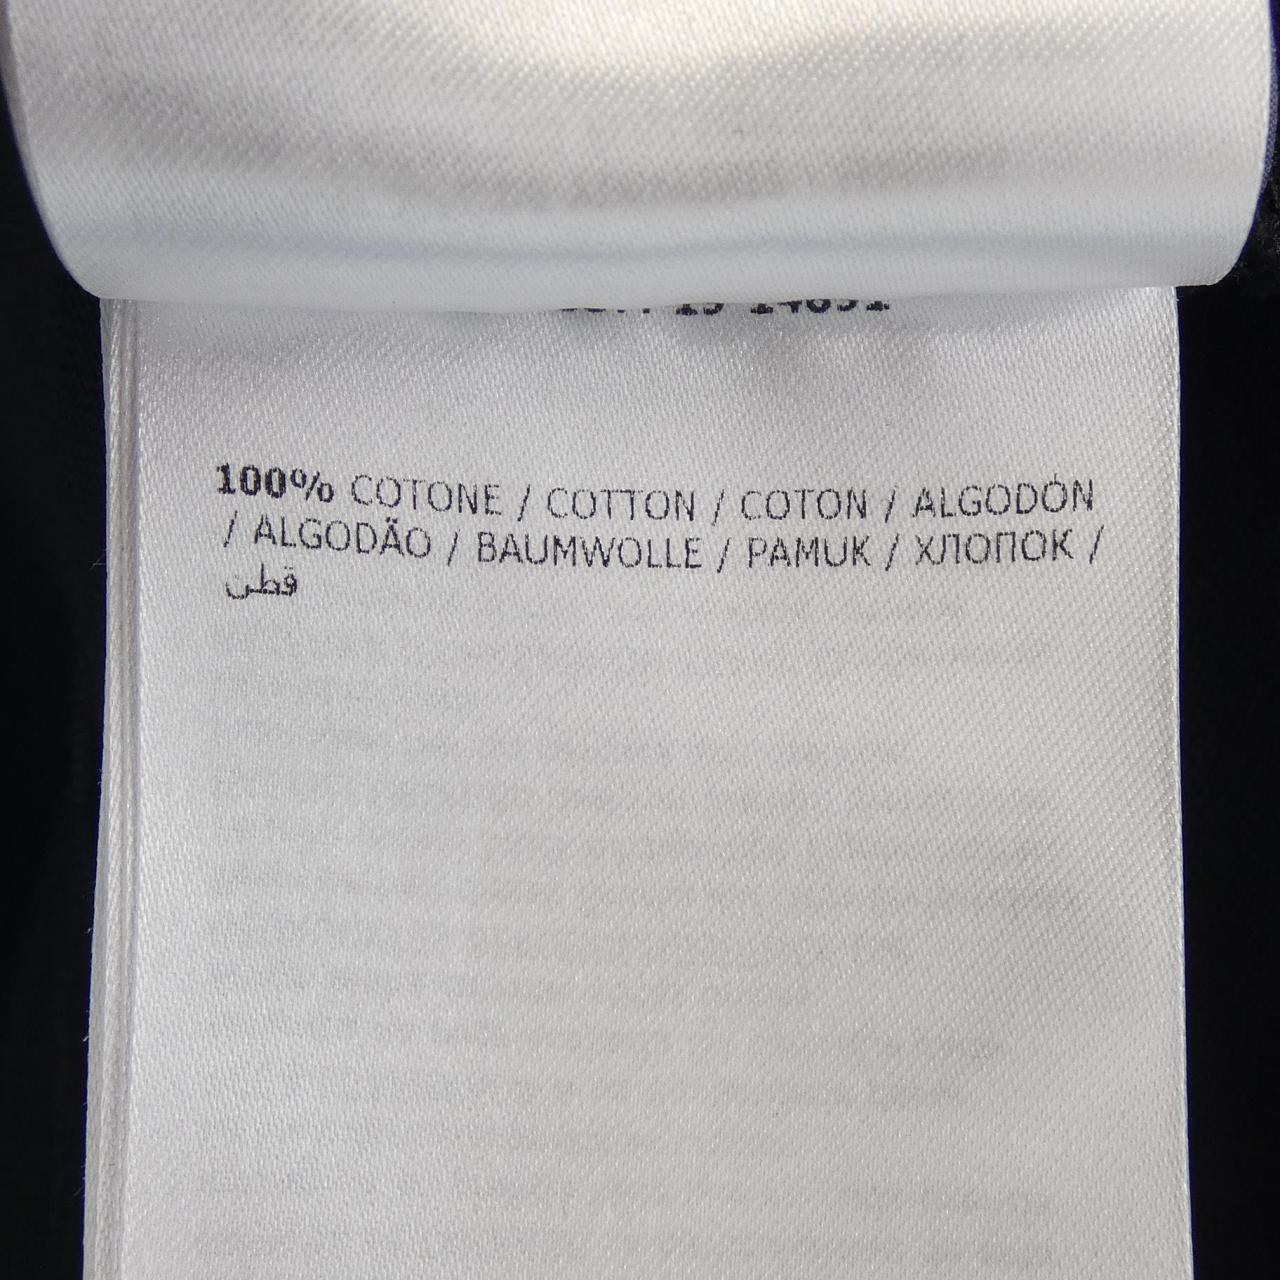 100% COTONE / COTTON / COTON / ALGODÓN
/ ALGODÃO / BAUMWOLLE / PAMUK / ХЛОПОК /
قطن